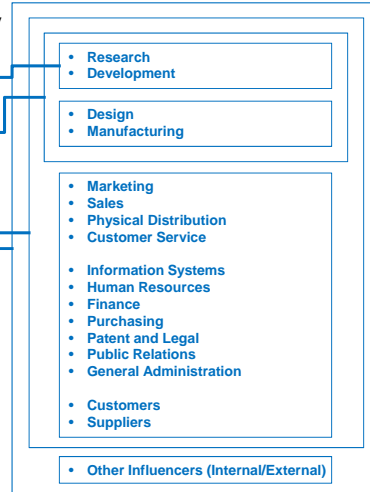 • Research
• Development
• Design
• Manufacturing
• Marketing
• Sales
• Physical Distribution
• Customer Service
• Information Systems
• Human Resources
• Finance
• Purchasing
• Patent and Legal
• Public Relations
• General Administration
• Customers
• Suppliers
• Other Influencers (Internal/External)